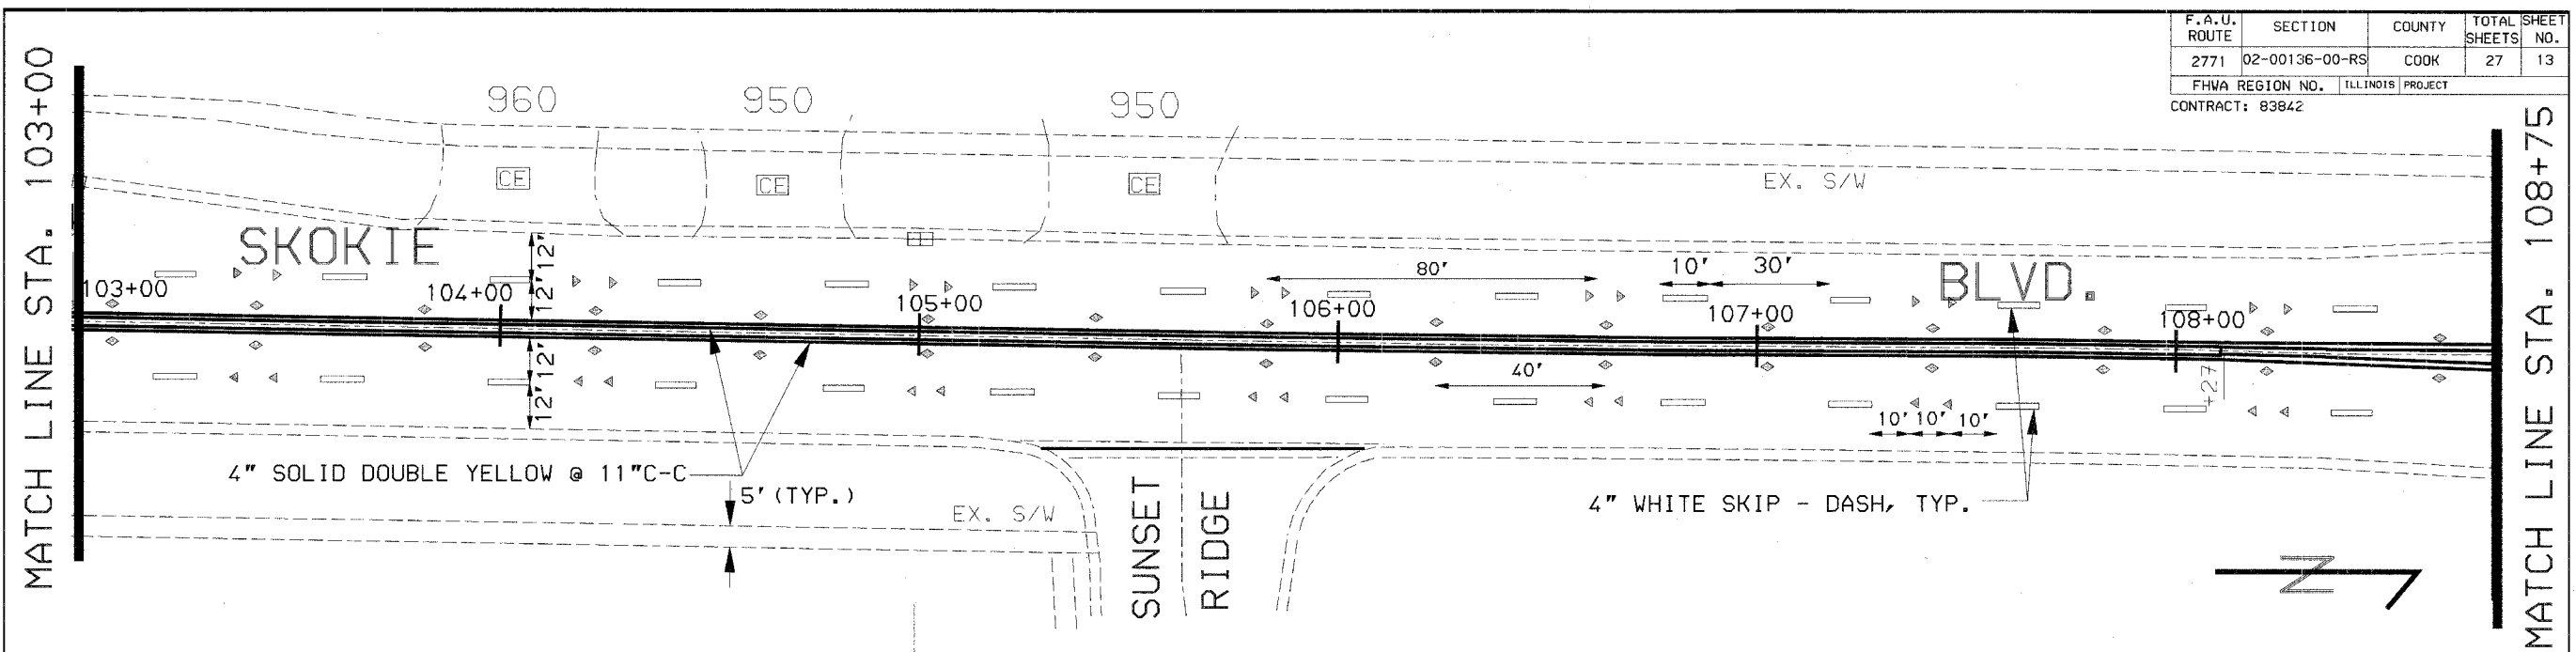 F.A.U. ROUTE SECTION COUNTY TOTAL SHEETS SHEET NO.
2771 02-00136-00-RS COOK 27 13
FHWA REGION NO. ILLINOIS PROJECT
CONTRACT: 83842
MATCH LINE STA. 103+00
960 950 950
CE CE CE
EX. S/W
SKOKIE BLVD.
12' 12'
80' 10' 30'
103+00 104+00 105+00 106+00 107+00 108+00
12' 12'
40'
+27
10' 10' 10'
4" SOLID DOUBLE YELLOW @ 11"C-C
5' (TYP.)
EX. S/W
SUNSET
RIDGE
4" WHITE SKIP - DASH, TYP.
N
MATCH LINE STA. 108+75